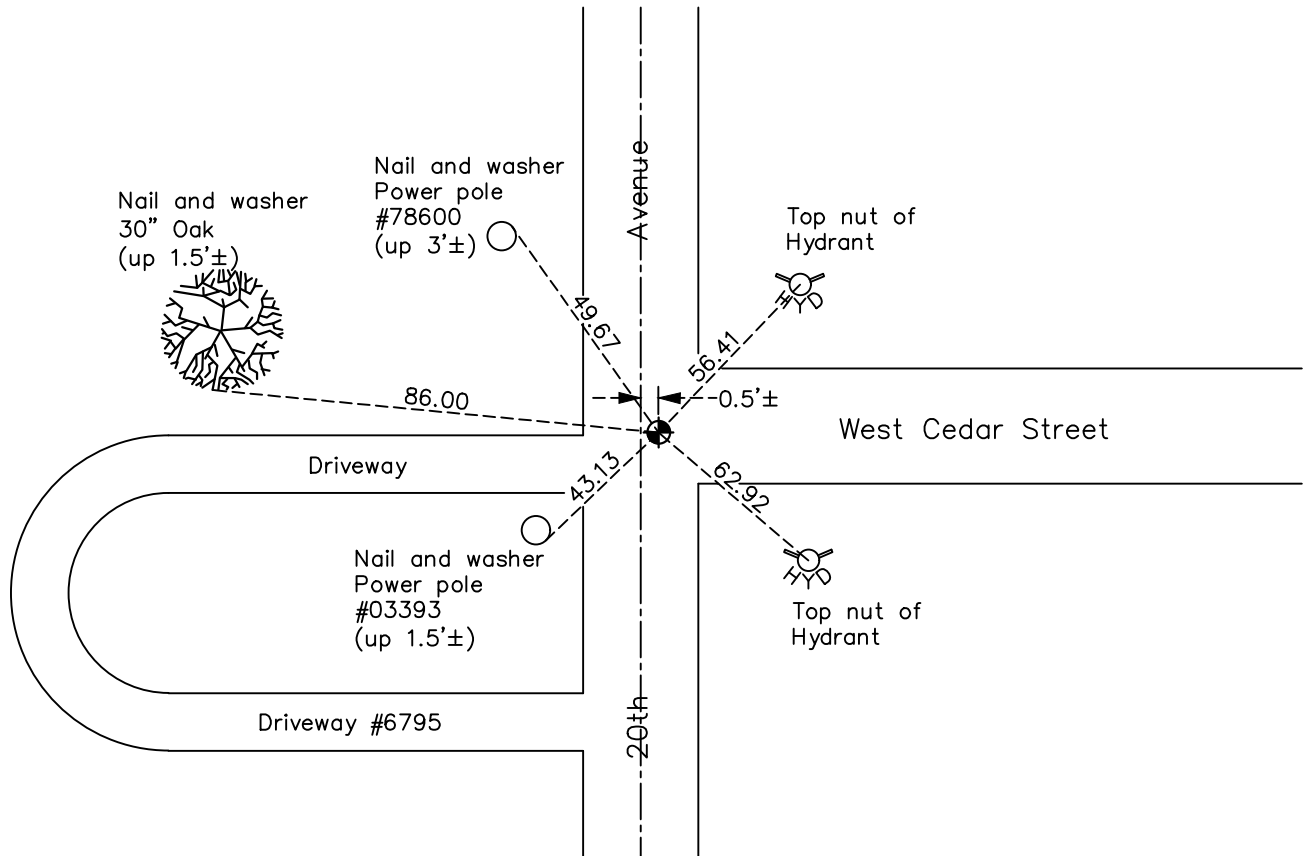 Avenue
Nail and washer
Power pole
#78600
(up 3'±)
Nail and washer
30" Oak
(up 1.5'±)
Top nut of
Hydrant
HYD
49.67
56.41
86.00
0.5'±
West Cedar Street
Driveway
43.13
62.92
Nail and washer
Power pole
#03393
(up 1.5'±)
HYD
Top nut of
Hydrant
Driveway #6795
20th